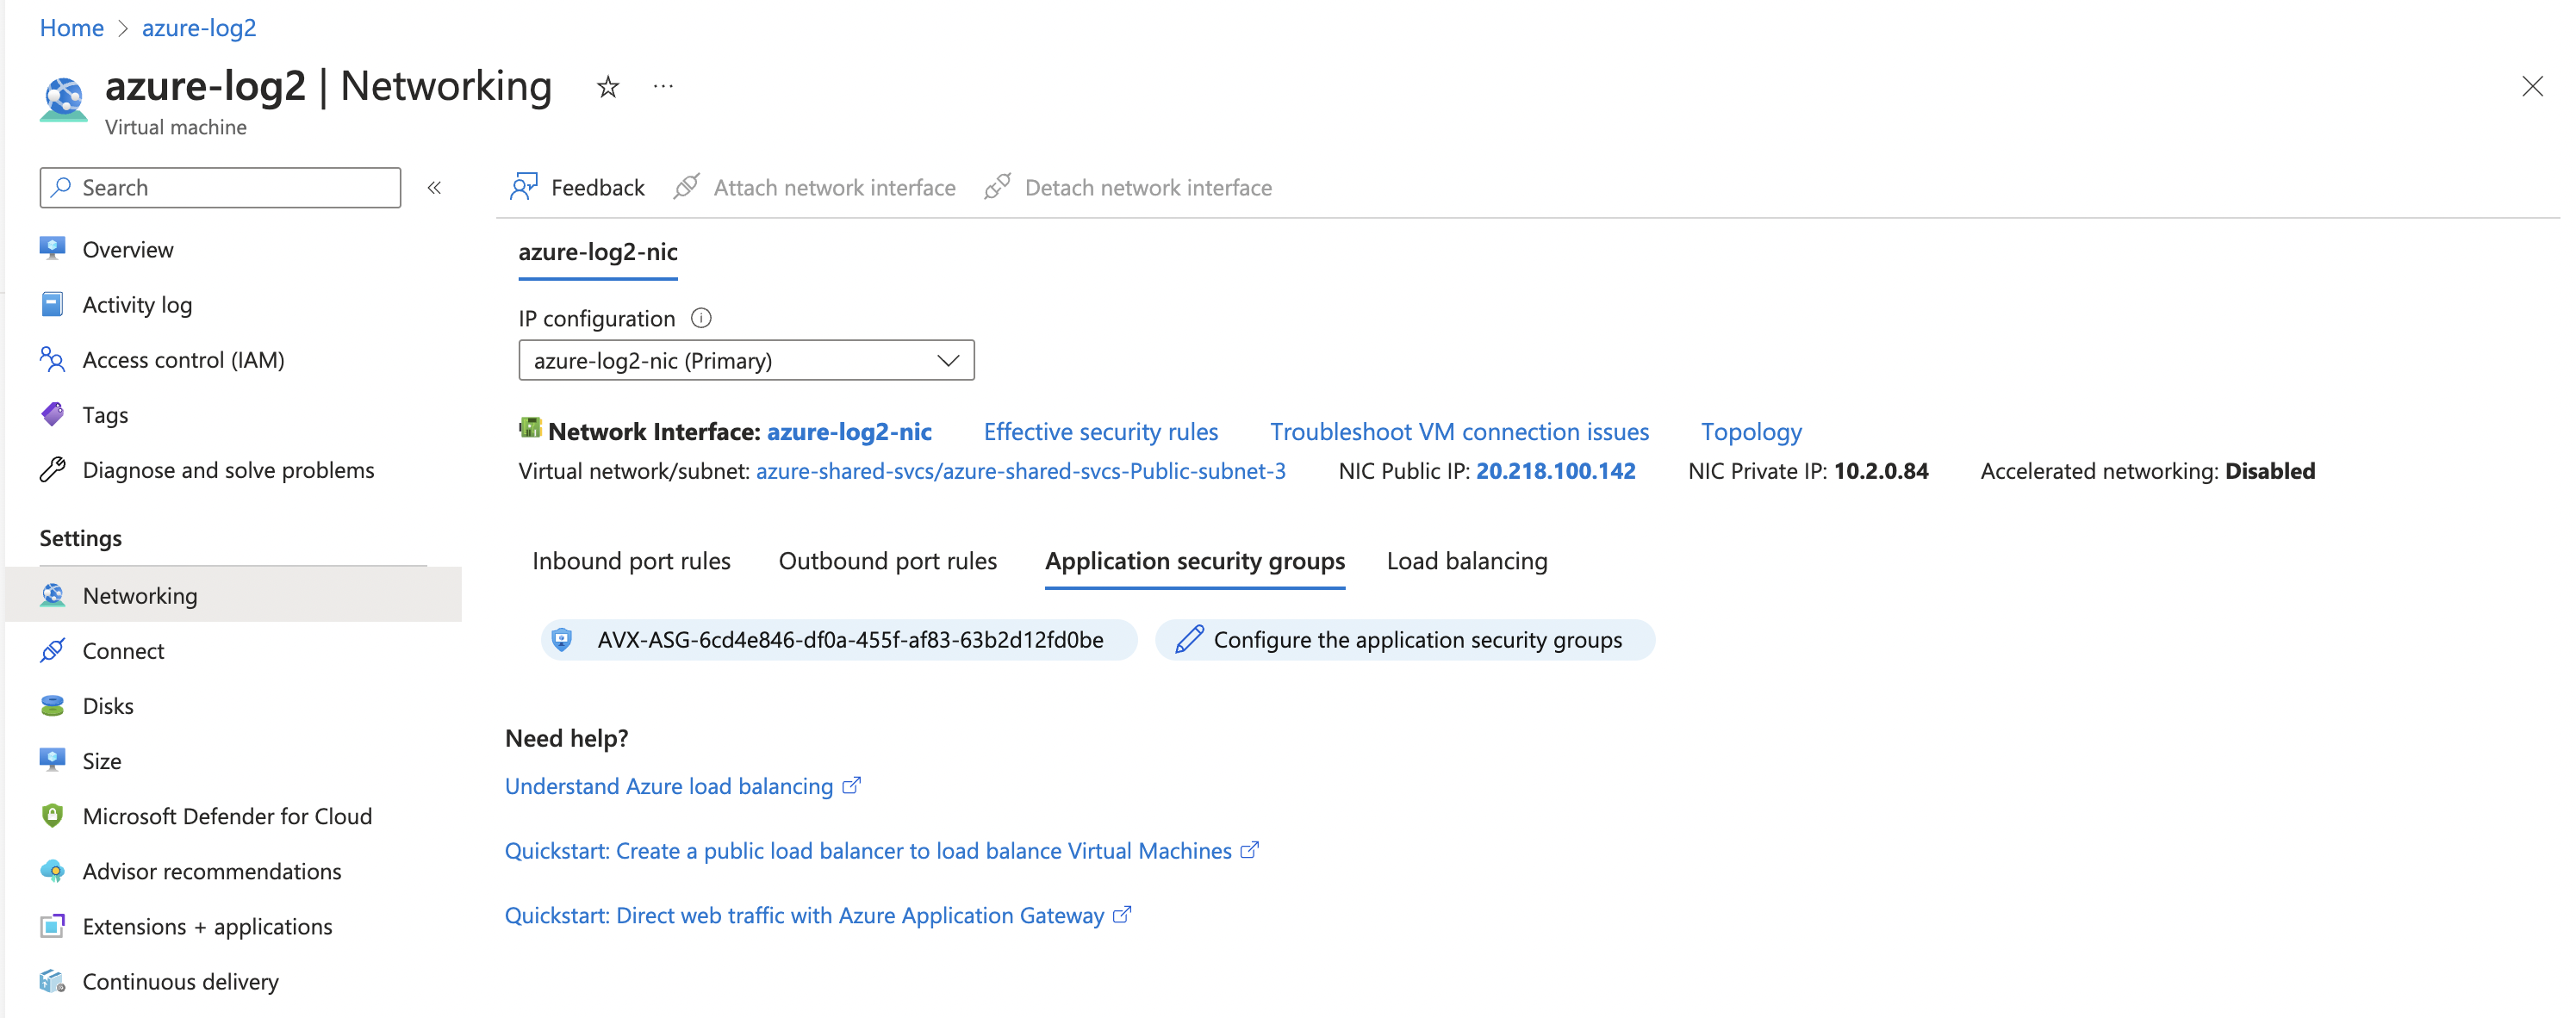 Home > azure-log2
azure-log2 | Networking ☆ ...
Virtual machine
Search «
Overview
Activity log
Access control (IAM)
Tags
Diagnose and solve problems
Settings
Networking
Connect
Disks
Size
Microsoft Defender for Cloud
Advisor recommendations
Extensions + applications
Continuous delivery
Feedback Attach network interface Detach network interface
azure-log2-nic
IP configuration
azure-log2-nic (Primary)
Network Interface: azure-log2-nic Effective security rules Troubleshoot VM connection issues Topology
Virtual network/subnet: azure-shared-svcs/azure-shared-svcs-Public-subnet-3 NIC Public IP: 20.218.100.142 NIC Private IP: 10.2.0.84 Accelerated networking: Disabled
Inbound port rules Outbound port rules Application security groups Load balancing
AVX-ASG-6cd4e846-df0a-455f-af83-63b2d12fd0be Configure the application security groups
Need help?
Understand Azure load balancing
Quickstart: Create a public load balancer to load balance Virtual Machines
Quickstart: Direct web traffic with Azure Application Gateway